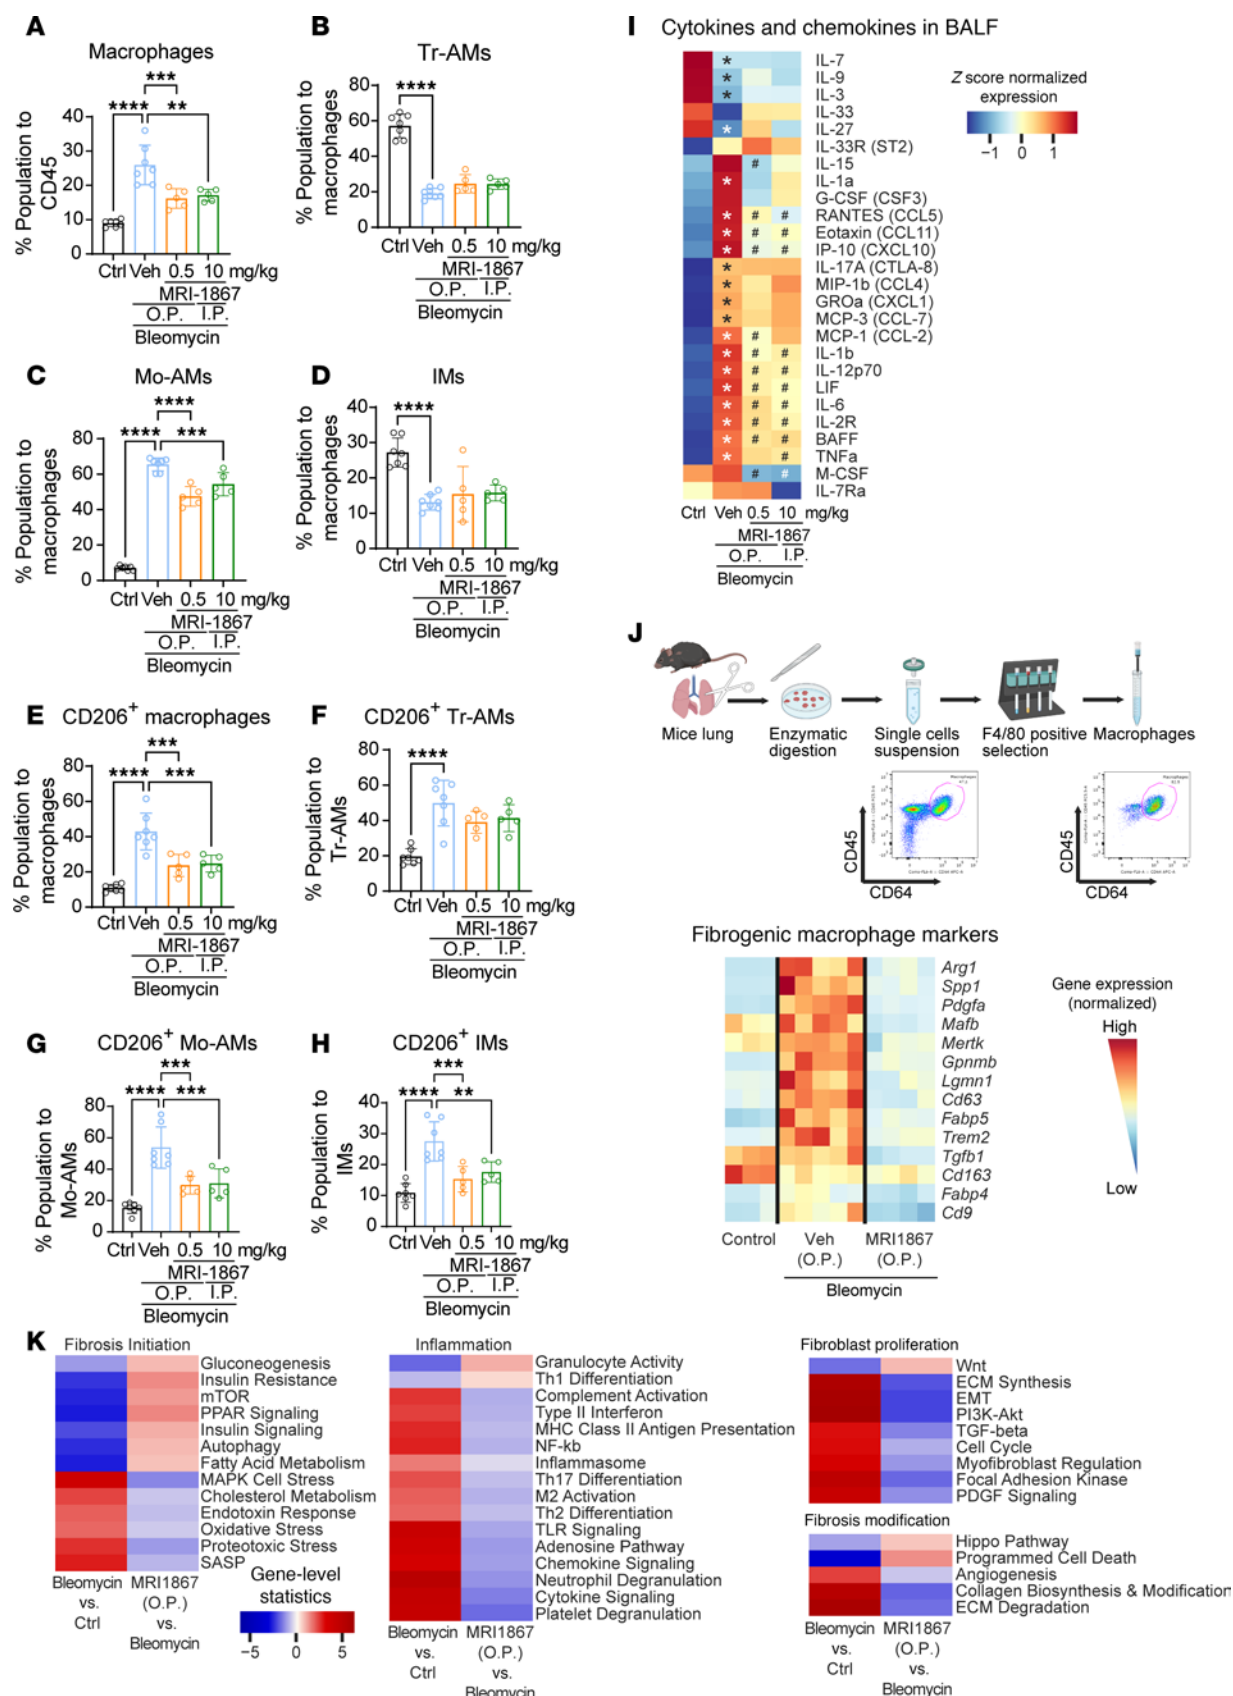 A
Macrophages
***
****
**
% Population to
CD45
40
30
20
10
0
Ctrl Veh 0.5 10 mg/kg
MRI-1867
O.P. I.P.
Bleomycin
B
Tr-AMs
****
% Population to
macrophages
80
60
40
20
0
Ctrl Veh 0.5 10 mg/kg
MRI-1867
O.P. I.P.
Bleomycin
C
Mo-AMs
****
****
***
% Population to
macrophages
80
60
40
20
0
Ctrl Veh 0.5 10 mg/kg
MRI-1867
O.P. I.P.
Bleomycin
D
IMs
****
% Population to
macrophages
40
30
20
10
0
Ctrl Veh 0.5 10 mg/kg
MRI-1867
O.P. I.P.
Bleomycin
E
CD206+ macrophages
***
****
***
% Population to
macrophages
80
60
40
20
0
Ctrl Veh 0.5 10 mg/kg
MRI-1867
O.P. I.P.
Bleomycin
F
CD206+ Tr-AMs
****
% Population to
Tr-AMs
80
60
40
20
0
Ctrl Veh 0.5 10 mg/kg
MRI-1867
O.P. I.P.
Bleomycin
G
CD206+ Mo-AMs
***
****
***
% Population to
Mo-AMs
80
60
40
20
0
Ctrl Veh 0.5 10 mg/kg
MRI-1867
O.P. I.P.
Bleomycin
H
CD206+ IMs
***
****
**
% Population to
IMs
40
30
20
10
0
Ctrl Veh 0.5 10 mg/kg
MRI-1867
O.P. I.P.
Bleomycin
I
Cytokines and chemokines in BALF
* IL-7
* IL-9
* IL-3
IL-33
* IL-27
IL-33R (ST2)
# IL-15
* IL-1a
G-CSF (CSF3)
* # # RANTES (CCL5)
* # # Eotaxin (CCL11)
* # # IP-10 (CXCL10)
* IL-17A (CTLA-8)
* MIP-1b (CCL4)
* GROa (CXCL1)
* MCP-3 (CCL-7)
* # MCP-1 (CCL-2)
* # # IL-1b
* # # IL-12p70
* # # LIF
* # # IL-6
* # # IL-2R
* # # BAFF
* # TNFa
# # M-CSF
IL-7Ra
Ctrl Veh 0.5 10 mg/kg
MRI-1867
O.P. I.P.
Bleomycin
Z score normalized
expression
−1 0 1
J
Mice lung
Enzymatic
digestion
Single cells
suspension
F4/80 positive
selection
Macrophages
CD45
CD64
CD45
CD64
Fibrogenic macrophage markers
Arg1
Spp1
Pdgfa
Mafb
Mertk
Gpnmb
Lgmn1
Cd63
Fabp5
Trem2
Tgfb1
Cd163
Fabp4
Cd9
Control Veh MRI1867
(O.P.) (O.P.)
Bleomycin
Gene expression
(normalized)
High
Low
K
Fibrosis Initiation
Gluconeogenesis
Insulin Resistance
mTOR
PPAR Signaling
Insulin Signaling
Autophagy
Fatty Acid Metabolism
MAPK Cell Stress
Cholesterol Metabolism
Endotoxin Response
Oxidative Stress
Proteotoxic Stress
SASP
Bleomycin MRI1867
vs. (O.P.)
Ctrl vs.
Bleomycin
Gene-level
statistics
−5 0 5
Inflammation
Granulocyte Activity
Th1 Differentiation
Complement Activation
Type II Interferon
MHC Class II Antigen Presentation
NF-kb
Inflammasome
Th17 Differentiation
M2 Activation
Th2 Differentiation
TLR Signaling
Adenosine Pathway
Chemokine Signaling
Neutrophil Degranulation
Cytokine Signaling
Platelet Degranulation
Bleomycin MRI1867
vs. (O.P.)
Ctrl vs.
Bleomycin
Fibroblast proliferation
Wnt
ECM Synthesis
EMT
PI3K-Akt
TGF-beta
Cell Cycle
Myofibroblast Regulation
Focal Adhesion Kinase
PDGF Signaling
Fibrosis modification
Hippo Pathway
Programmed Cell Death
Angiogenesis
Collagen Biosynthesis & Modification
ECM Degradation
Bleomycin MRI1867
vs. (O.P.)
Ctrl vs.
Bleomycin